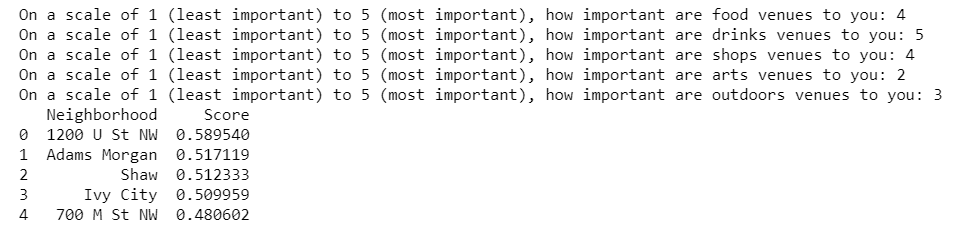 On a scale of 1 (least important) to 5 (most important), how important are food venues to you: 4
On a scale of 1 (least important) to 5 (most important), how important are drinks venues to you: 5
On a scale of 1 (least important) to 5 (most important), how important are shops venues to you: 4
On a scale of 1 (least important) to 5 (most important), how important are arts venues to you: 2
On a scale of 1 (least important) to 5 (most important), how important are outdoors venues to you: 3
Neighborhood Score
0 1200 U St NW 0.589540
1 Adams Morgan 0.517119
2 Shaw 0.512333
3 Ivy City 0.509959
4 700 M St NW 0.480602